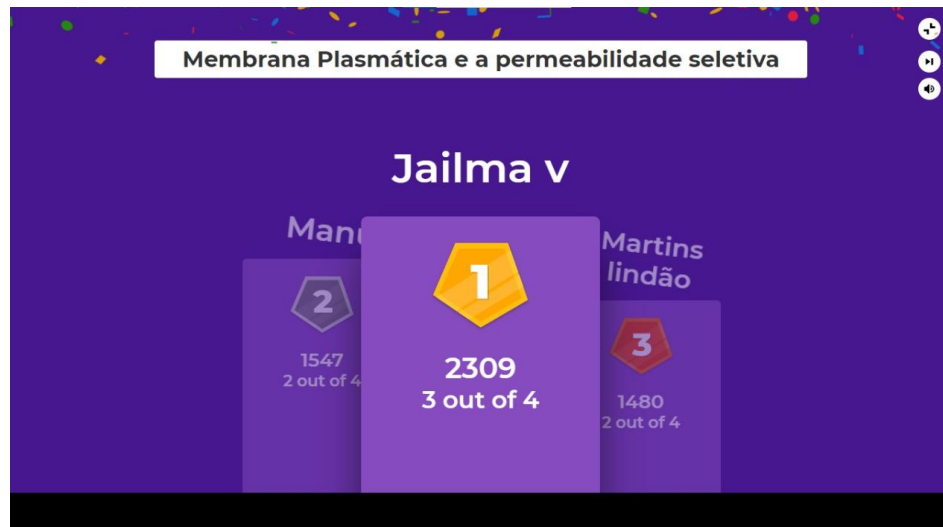 Membrana Plasmática e a permeabilidade seletiva
Jailma v
1
2309
3 out of 4
2
1547
2 out of 4
Martins
lindão
3
1480
2 out of 4